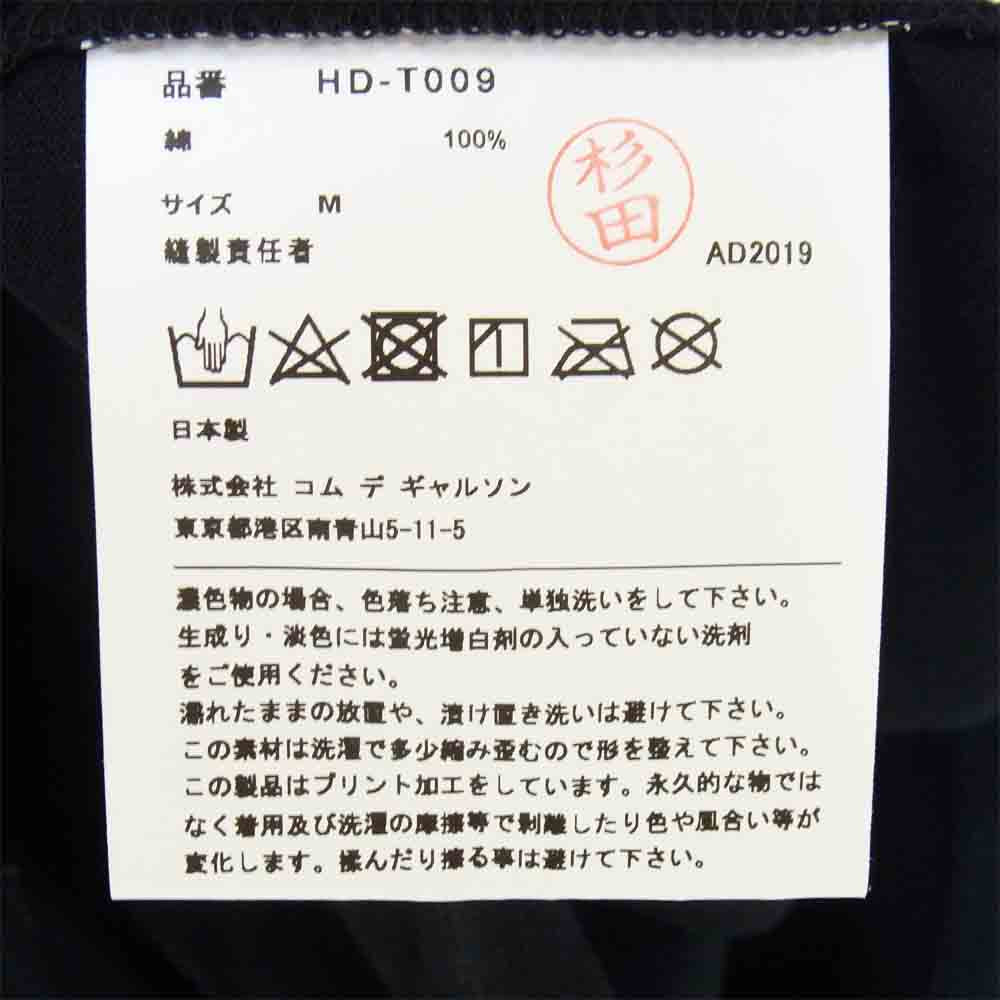 品番 HD-T009
綿 100%
杉田
サイズ M
縫製責任者 AD2019
日本製
株式会社 コム デ ギャルソン
東京都港区南青山5-11-5
濃色物の場合、色落ち注意、単独洗いをして下さい。
生成り・淡色には蛍光増白剤の入っていない洗剤
をご使用ください。
濡れたままの放置や、漬け置き洗いは避けて下さい。
この素材は洗濯で多少縮み歪むので形を整えて下さい。
この製品はプリント加工をしています。永久的な物では
なく着用及び洗濯の摩擦等で剥離したり色や風合い等が
変化します。揉んだり擦る事は避けて下さい。